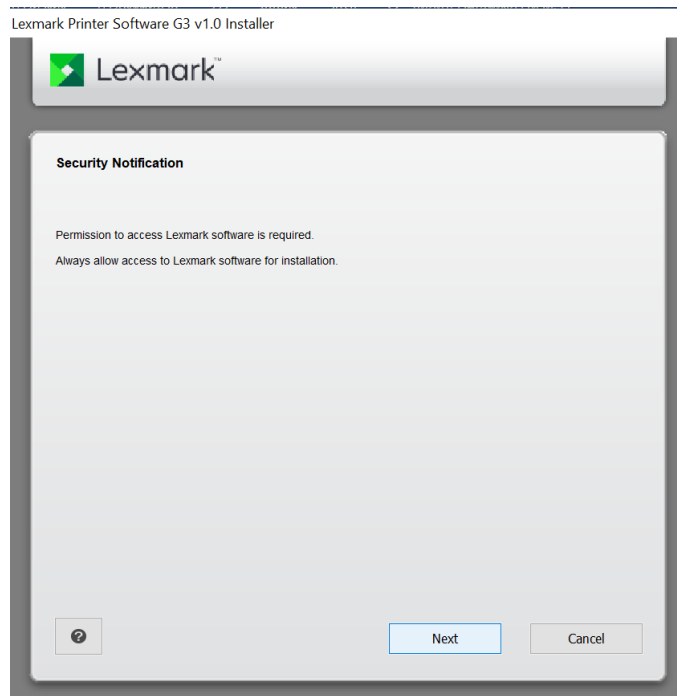 Lexmark Printer Software G3 v1.0 Installer
Lexmark™
Security Notification
Permission to access Lexmark software is required.
Always allow access to Lexmark software for installation.
? Next Cancel